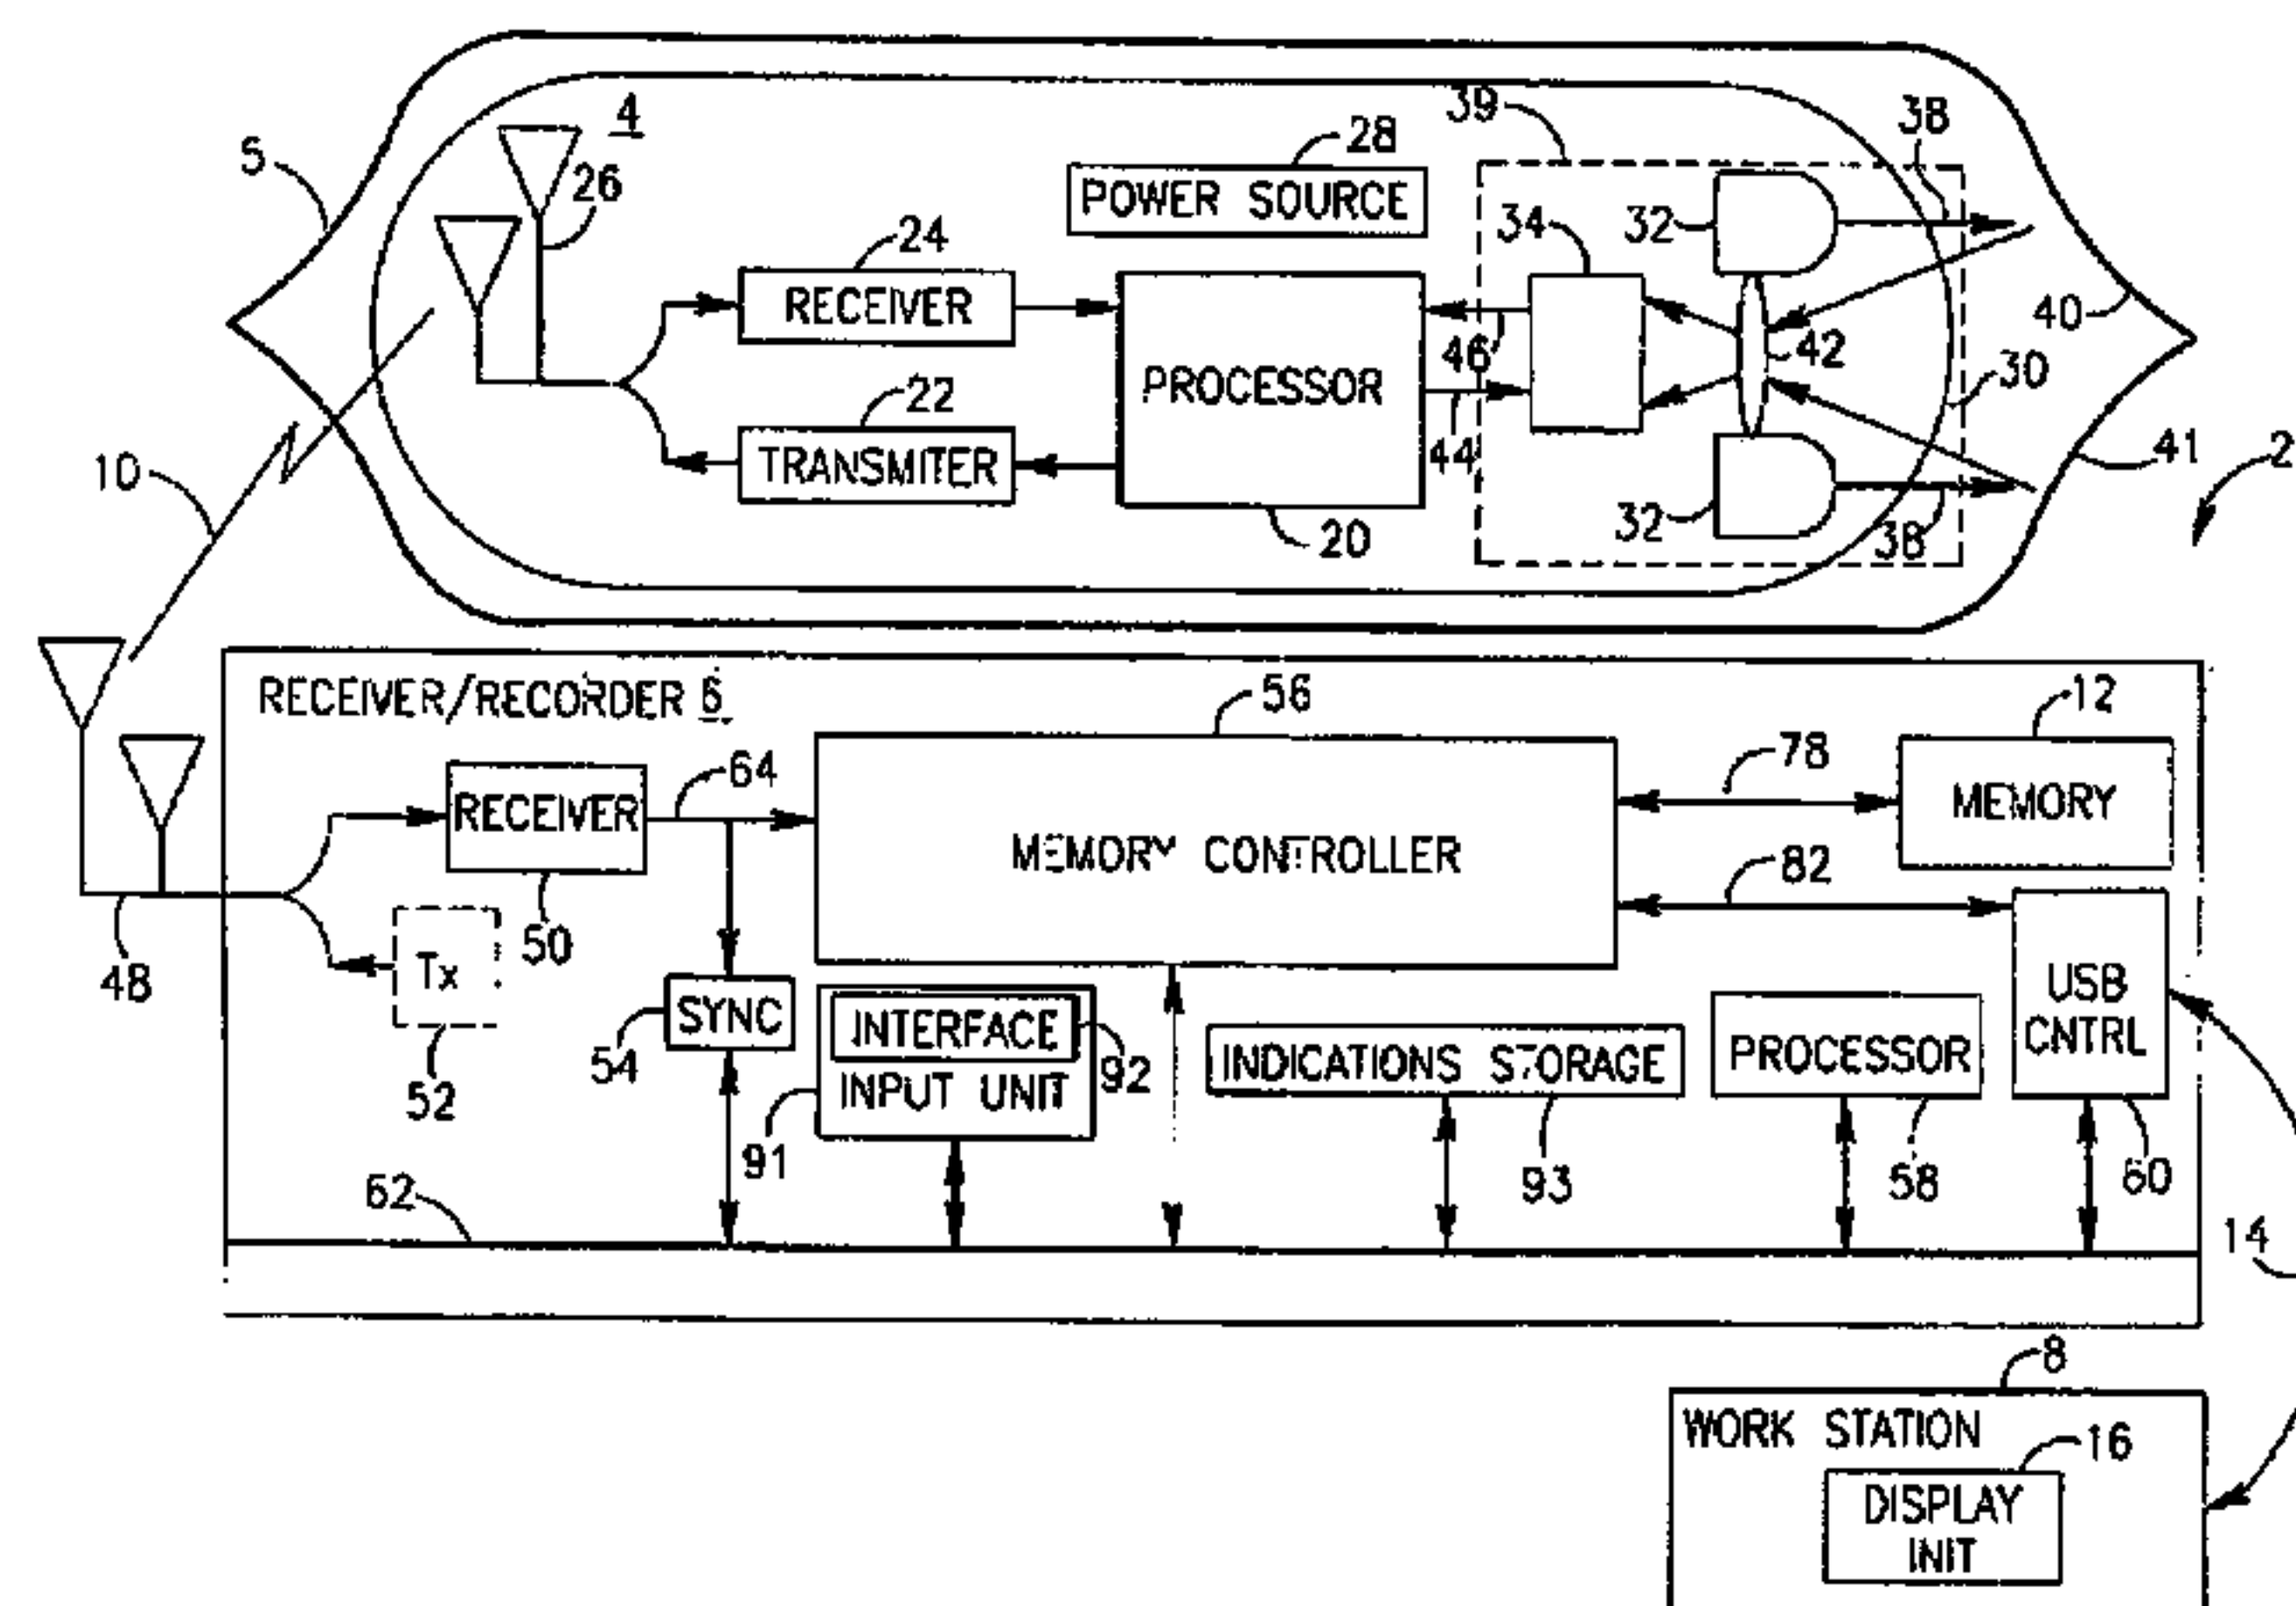 4
5
39
38
28
26
POWER SOURCE
34
32
24
RECEIVER
40
46
42
PROCESSOR
30
22
44
41
2
TRANSMITER
10
32
38
20
RECEIVER/RECORDER 6
56
12
64
78
RECEIVER
MEMORY
MEMORY CONTROLLER
82
50
Tx
48
USB
CNTRL
SYNC
INTERFACE
54
92
INDICATIONS STORAGE
PROCESSOR
52
INPUT UNIT
91
93
58
60
62
14
8
WORK STATION
16
DISPLAY
INIT